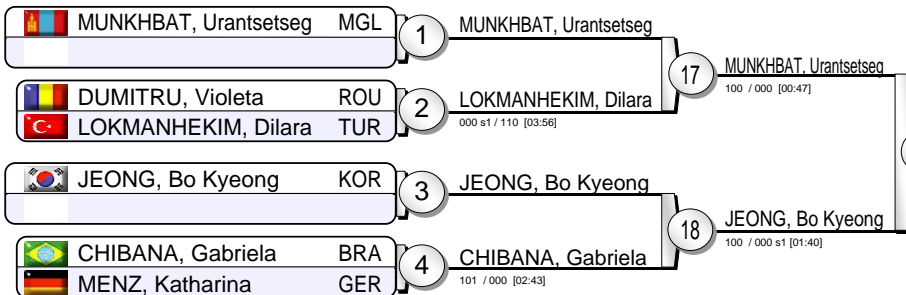 MUNKHBAT, Urantsetseg MGL
1
MUNKHBAT, Urantsetseg
DUMITRU, Violeta ROU
LOKMANHEKIM, Dilara TUR
2
LOKMANHEKIM, Dilara
000 s1 / 110 [03:56]
17
MUNKHBAT, Urantsetseg
100 / 000 [00:47]
JEONG, Bo Kyeong KOR
3
JEONG, Bo Kyeong
CHIBANA, Gabriela BRA
MENZ, Katharina GER
4
CHIBANA, Gabriela
101 / 000 [02:43]
18
JEONG, Bo Kyeong
100 / 000 s1 [01:40]